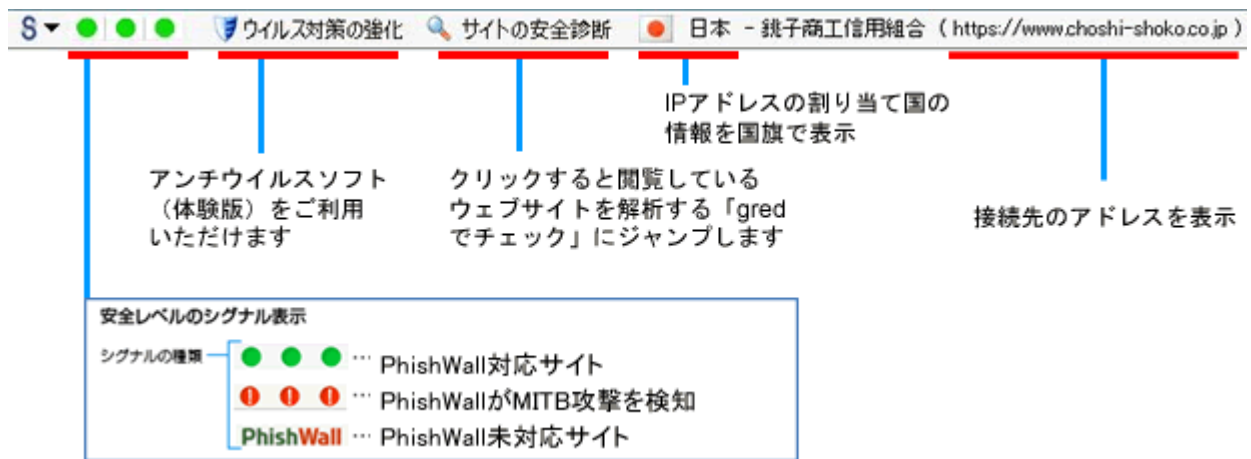 S ウイルス対策の強化 サイトの安全診断 日本 - 銚子商工信用組合 ( https://www.choshi-shoko.co.jp )
IPアドレスの割り当て国の
情報を国旗で表示
アンチウイルスソフト
(体験版)をご利用
いただけます
クリックすると閲覧している
ウェブサイトを解析する「gred
でチェック」にジャンプします
接続先のアドレスを表示
安全レベルのシグナル表示
シグナルの種類
… PhishWall対応サイト
… PhishWallがMITB攻撃を検知
PhishWall … PhishWall未対応サイト